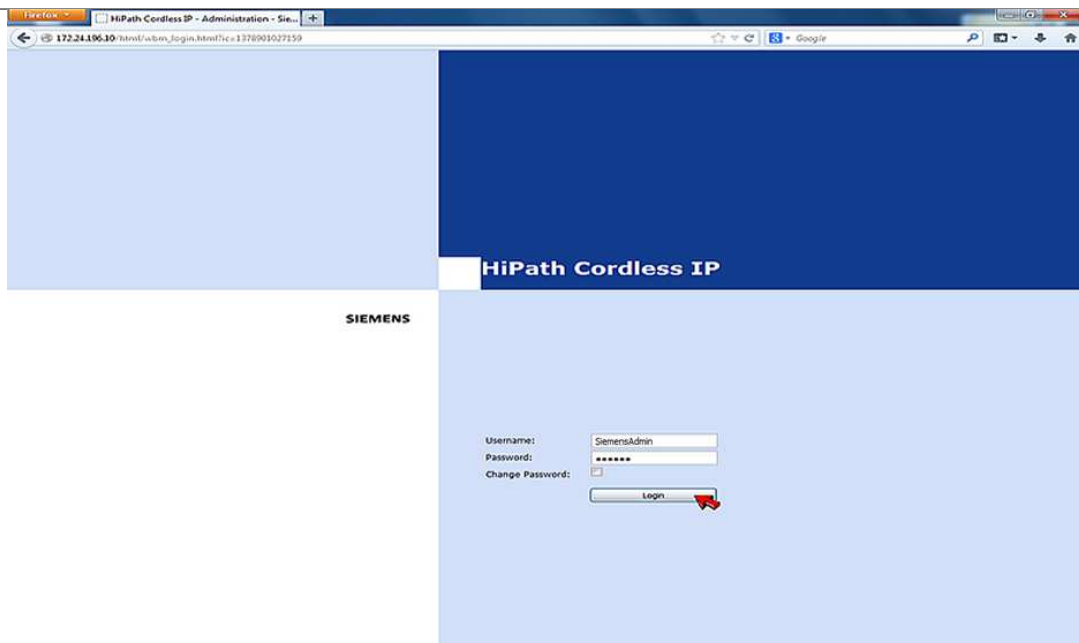 Firefox
HiPath Cordless IP - Administration - Sie... +
172.24.196.10/html/wbm_login.html?ic=1378901027159
Google
HiPath Cordless IP
SIEMENS
Username: SiemensAdmin
Password: ••••••
Change Password:
Login